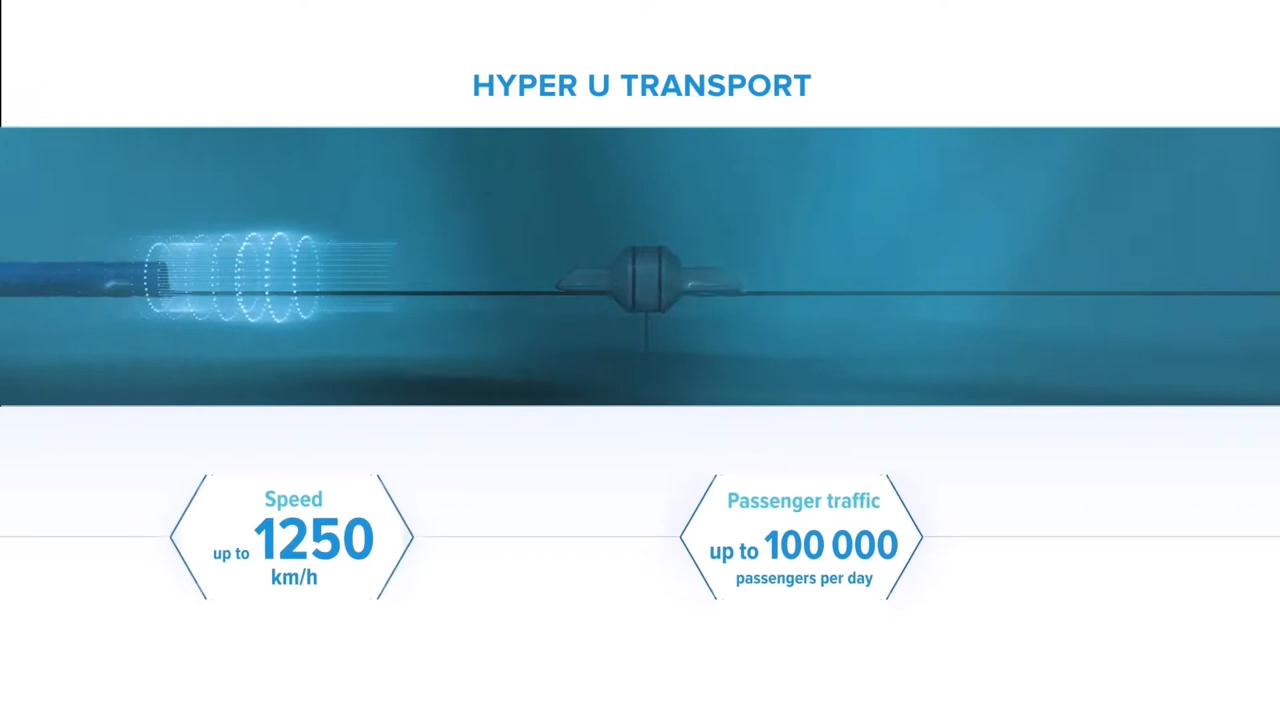 HYPER U TRANSPORT
Speed
up to 1250
km/h
Passenger traffic
up to 100 000
passengers per day